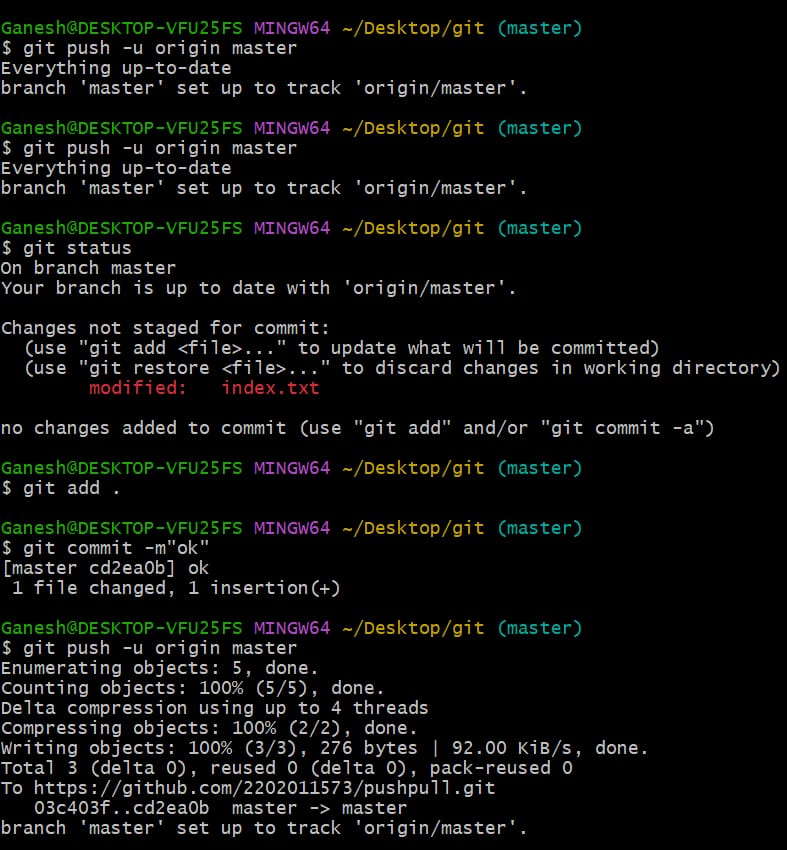 Ganesh@DESKTOP-VFU25FS MINGW64 ~/Desktop/git (master)
$ git push -u origin master
Everything up-to-date
branch 'master' set up to track 'origin/master'.
Ganesh@DESKTOP-VFU25FS MINGW64 ~/Desktop/git (master)
$ git push -u origin master
Everything up-to-date
branch 'master' set up to track 'origin/master'.
Ganesh@DESKTOP-VFU25FS MINGW64 ~/Desktop/git (master)
$ git status
On branch master
Your branch is up to date with 'origin/master'.
Changes not staged for commit:
  (use "git add <file>..." to update what will be committed)
  (use "git restore <file>..." to discard changes in working directory)
        modified:   index.txt
no changes added to commit (use "git add" and/or "git commit -a")
Ganesh@DESKTOP-VFU25FS MINGW64 ~/Desktop/git (master)
$ git add .
Ganesh@DESKTOP-VFU25FS MINGW64 ~/Desktop/git (master)
$ git commit -m"ok"
[master cd2ea0b] ok
 1 file changed, 1 insertion(+)
Ganesh@DESKTOP-VFU25FS MINGW64 ~/Desktop/git (master)
$ git push -u origin master
Enumerating objects: 5, done.
Counting objects: 100% (5/5), done.
Delta compression using up to 4 threads
Compressing objects: 100% (2/2), done.
Writing objects: 100% (3/3), 276 bytes | 92.00 KiB/s, done.
Total 3 (delta 0), reused 0 (delta 0), pack-reused 0
To https://github.com/2202011573/pushpull.git
   03c403f..cd2ea0b  master -> master
branch 'master' set up to track 'origin/master'.